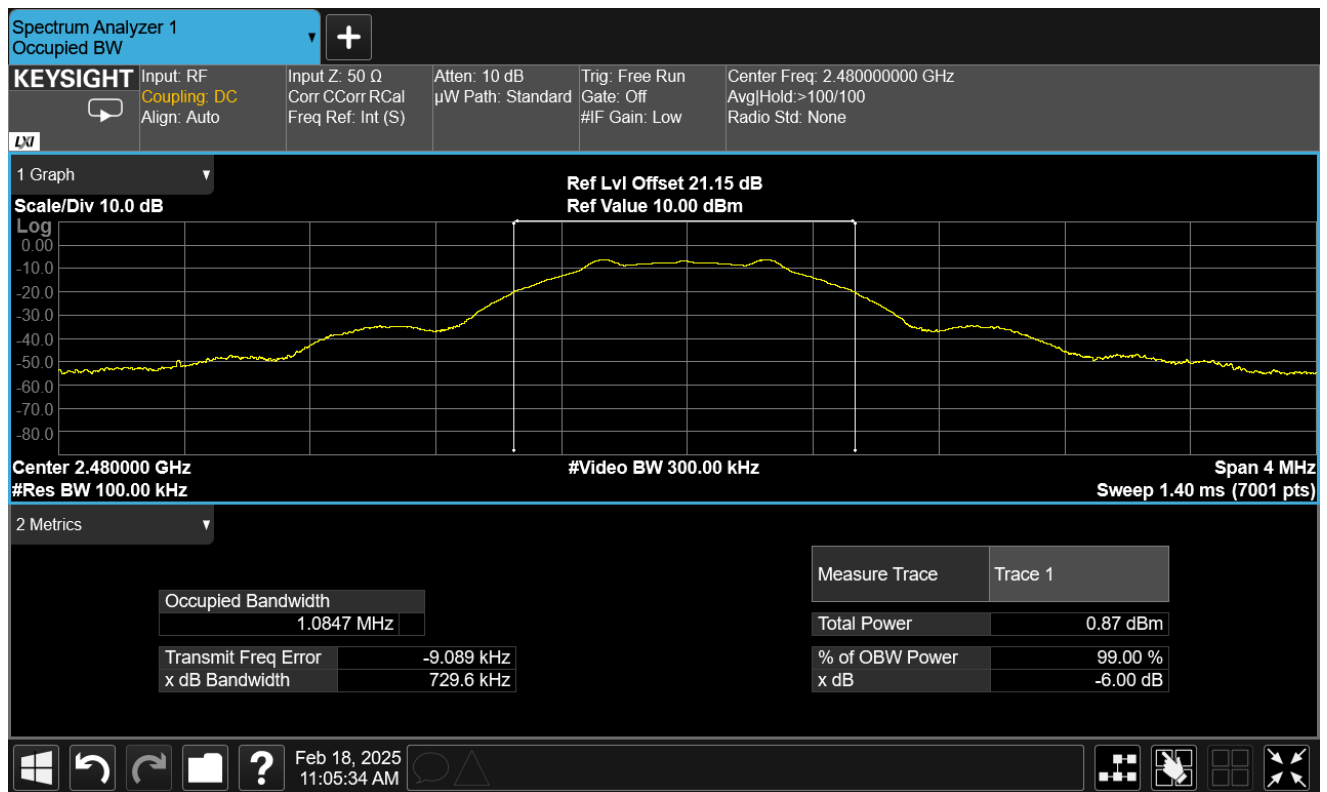 Spectrum Analyzer 1
Occupied BW
KEYSIGHT
LXI
Input: RF
Coupling: DC
Align: Auto
Input Z: 50 Ω
Corr CCorr RCal
Freq Ref: Int (S)
Atten: 10 dB
µW Path: Standard
Trig: Free Run
Gate: Off
#IF Gain: Low
Center Freq: 2.480000000 GHz
Avg|Hold:>100/100
Radio Std: None
1 Graph
Scale/Div 10.0 dB
Ref Lvl Offset 21.15 dB
Ref Value 10.00 dBm
Log
0.00
-10.0
-20.0
-30.0
-40.0
-50.0
-60.0
-70.0
-80.0
Center 2.480000 GHz
#Res BW 100.00 kHz
#Video BW 300.00 kHz
Span 4 MHz
Sweep 1.40 ms (7001 pts)
2 Metrics
Occupied Bandwidth
1.0847 MHz
Transmit Freq Error -9.089 kHz
x dB Bandwidth 729.6 kHz
Measure Trace Trace 1
Total Power 0.87 dBm
% of OBW Power 99.00 %
x dB -6.00 dB
?
Feb 18, 2025
11:05:34 AM